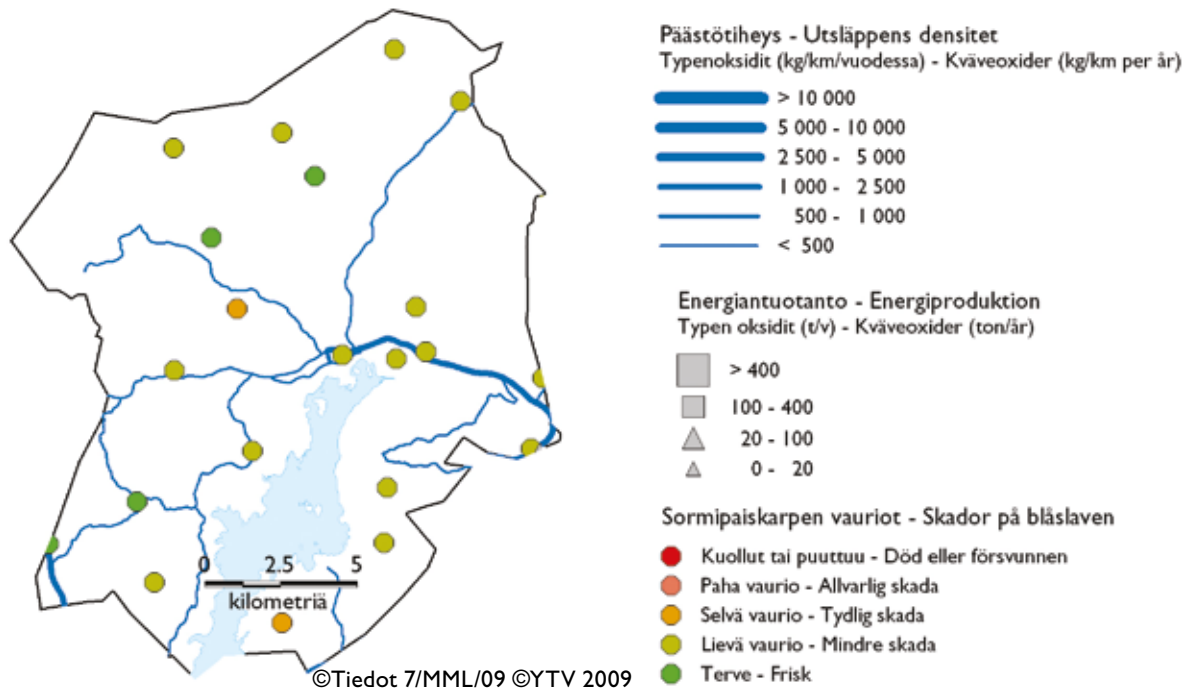 Päästötiheys - Utsläppens densitet
Typenoksidit (kg/km/vuodessa) - Kväveoxider (kg/km per år)
> 10 000
5 000 - 10 000
2 500 - 5 000
1 000 - 2 500
500 - 1 000
< 500
Energiantuotanto - Energiproduktion
Typen oksidit (t/v) - Kväveoxider (ton/år)
> 400
100 - 400
20 - 100
0 - 20
Sormipaiskarpen vauriot - Skador på blåslaven
Kuollut tai puuttuu - Död eller försvunnen
Paha vaurio - Allvarlig skada
Selvä vaurio - Tydlig skada
Lievä vaurio - Mindre skada
Terve - Frisk
0 2.5 5
kilometriä
©Tiedot 7/MML/09 ©YTV 2009